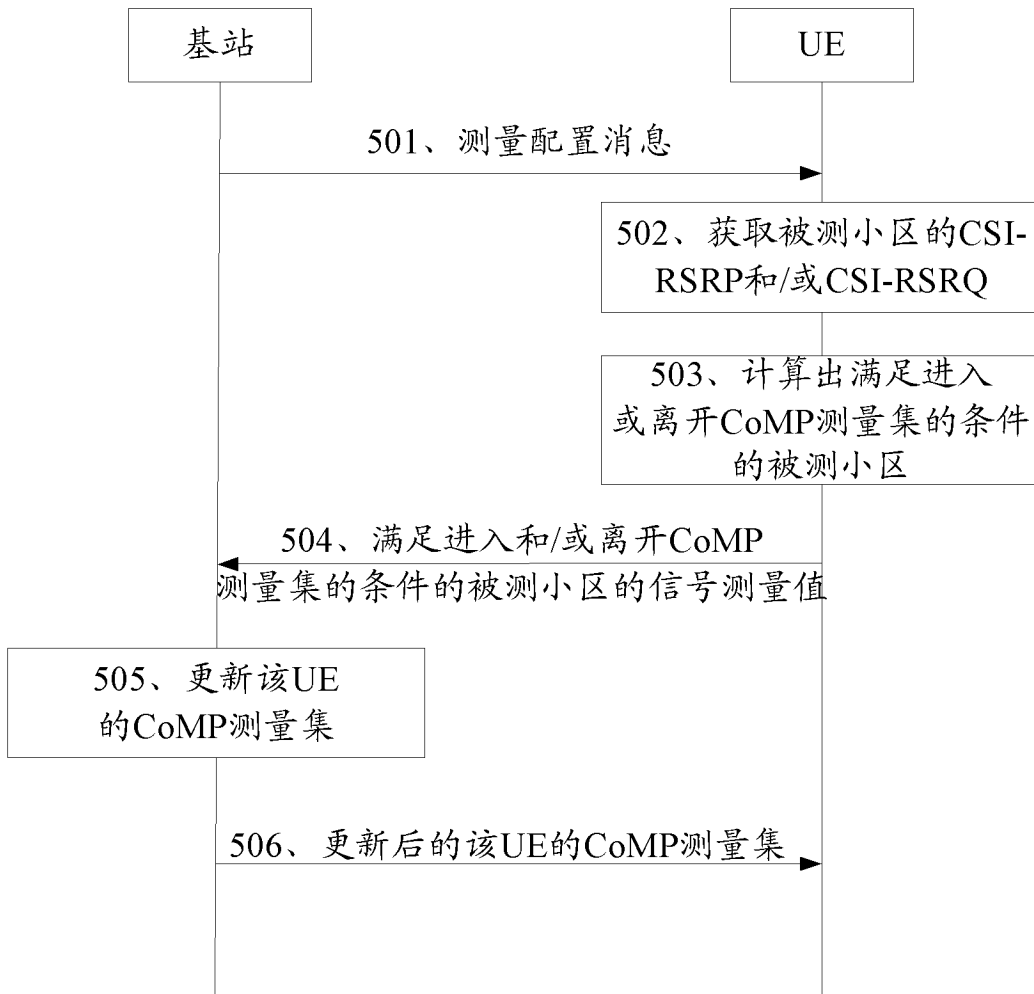 基站
UE
501、测量配置消息
502、获取被测小区的CSI-
RSRP和/或CSI-RSRQ
503、计算出满足进入
或离开CoMP测量集的条件
的被测小区
504、满足进入和/或离开CoMP
测量集的条件的被测小区的信号测量值
505、更新该UE
的CoMP测量集
506、更新后的该UE的CoMP测量集